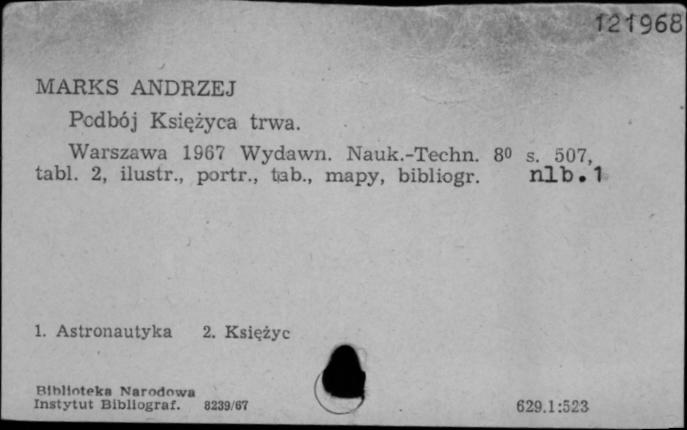 121968
MARKS ANDRZEJ
Podbój Księżyca trwa.
Warszawa 1967 Wydawn. Nauk.-Techn. 8⁰ s. 507,
tabl. 2, ilustr., portr., tab., mapy, bibliogr. nlb.1
1. Astronautyka 2. Księżyc
Biblioteka Narodowa
Instytut Bibliograf. 8239/67
629.1:523